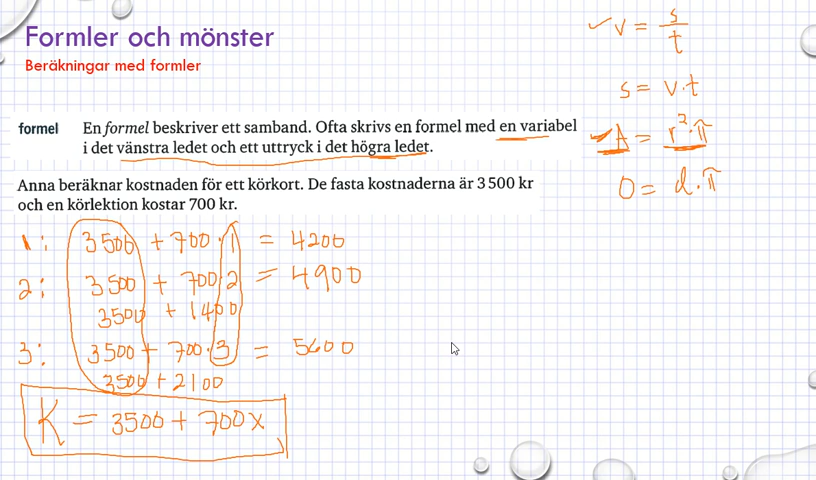 Formler och mönster
Beräkningar med formler
formel En formel beskriver ett samband. Ofta skrivs en formel med en variabel
i det vänstra ledet och ett uttryck i det högra ledet.
Anna beräknar kostnaden för ett körkort. De fasta kostnaderna är 3 500 kr
och en körlektion kostar 700 kr.
1: 3500 + 700 · 1 = 4200
2: 3500 + 700 · 2 = 4900
3500 + 1400
3: 3500 + 700 · 3 = 5600
3500 + 2100
K = 3500 + 700x
v = s/t
s = v · t
A = r² · π
O = d · π